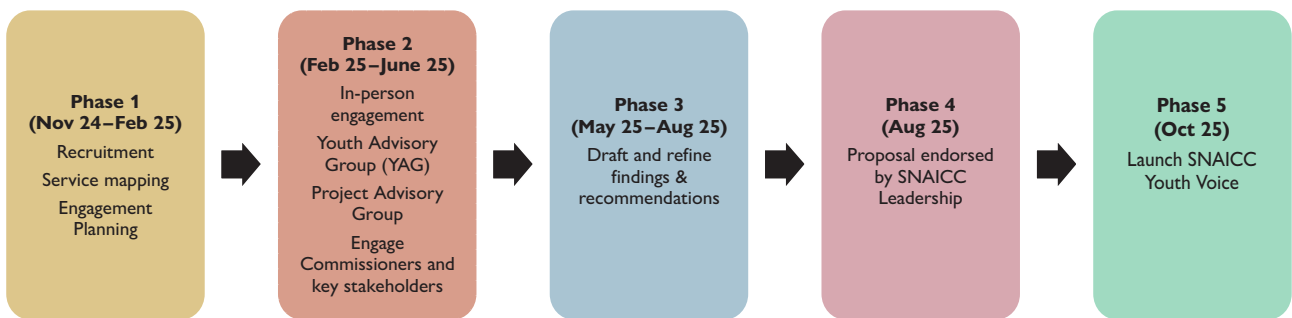 Phase 1
(Nov 24–Feb 25)
Recruitment
Service mapping
Engagement
Planning
Phase 2
(Feb 25–June 25)
In-person
engagement
Youth Advisory
Group (YAG)
Project Advisory
Group
Engage
Commissioners and
key stakeholders
Phase 3
(May 25–Aug 25)
Draft and refine
findings &
recommendations
Phase 4
(Aug 25)
Proposal endorsed
by SNAICC
Leadership
Phase 5
(Oct 25)
Launch SNAICC
Youth Voice